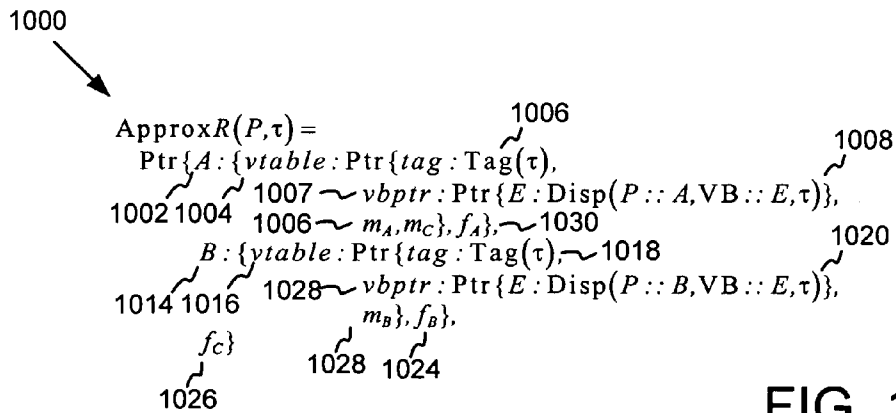 1000
ApproxR(P,τ)=
1006
Ptr{A:{vtable:Ptr{tag:Tag(τ),
1008
1002 1004 1007 vbptr:Ptr{E:Disp(P::A,VB::E,τ)},
1006 m_A,m_C},f_A}, 1030
B:{vtable:Ptr{tag:Tag(τ), 1018
1020
1014 1016 1028 vbptr:Ptr{E:Disp(P::B,VB::E,τ)},
m_B},f_B},
f_C} 1028 1024
1026
FIG.